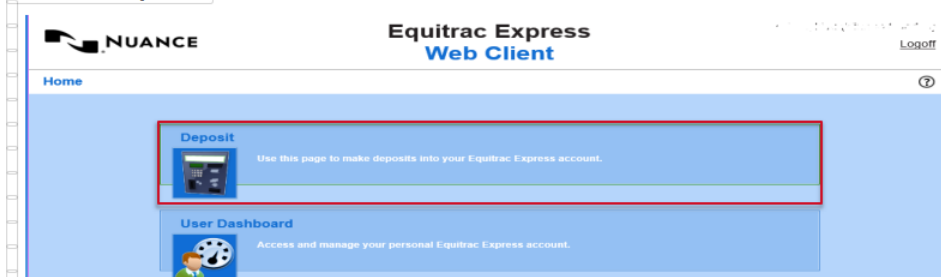 NUANCE
Equitrac Express
Web Client
Logoff
Home
?
Deposit
Use this page to make deposits into your Equitrac Express account.
User Dashboard
Access and manage your personal Equitrac Express account.